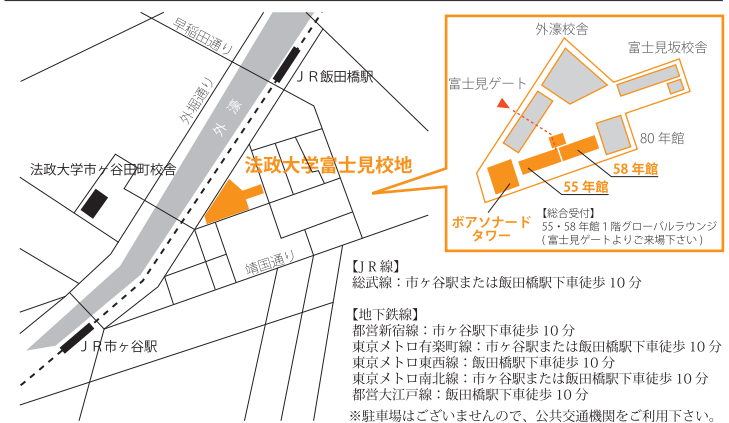 早稲田通り
外堀通り
外濠
JR飯田橋駅
法政大学市ヶ谷田町校舎
法政大学富士見校地
靖国通り
JR市ヶ谷駅
外濠校舎
富士見坂校舎
富士見ゲート
80年館
58年館
55年館
ボアソナード
タワー
【総合受付】
55・58年館1階グローバルラウンジ
(富士見ゲートよりご来場下さい)
【JR線】
総武線：市ヶ谷駅または飯田橋駅下車徒歩10分
【地下鉄線】
都営新宿線：市ヶ谷駅下車徒歩10分
東京メトロ有楽町線：市ヶ谷駅または飯田橋駅下車徒歩10分
東京メトロ東西線：飯田橋駅下車徒歩10分
東京メトロ南北線：市ヶ谷駅または飯田橋駅下車徒歩10分
都営大江戸線：飯田橋駅下車徒歩10分
※駐車場はございませんので、公共交通機関をご利用下さい。